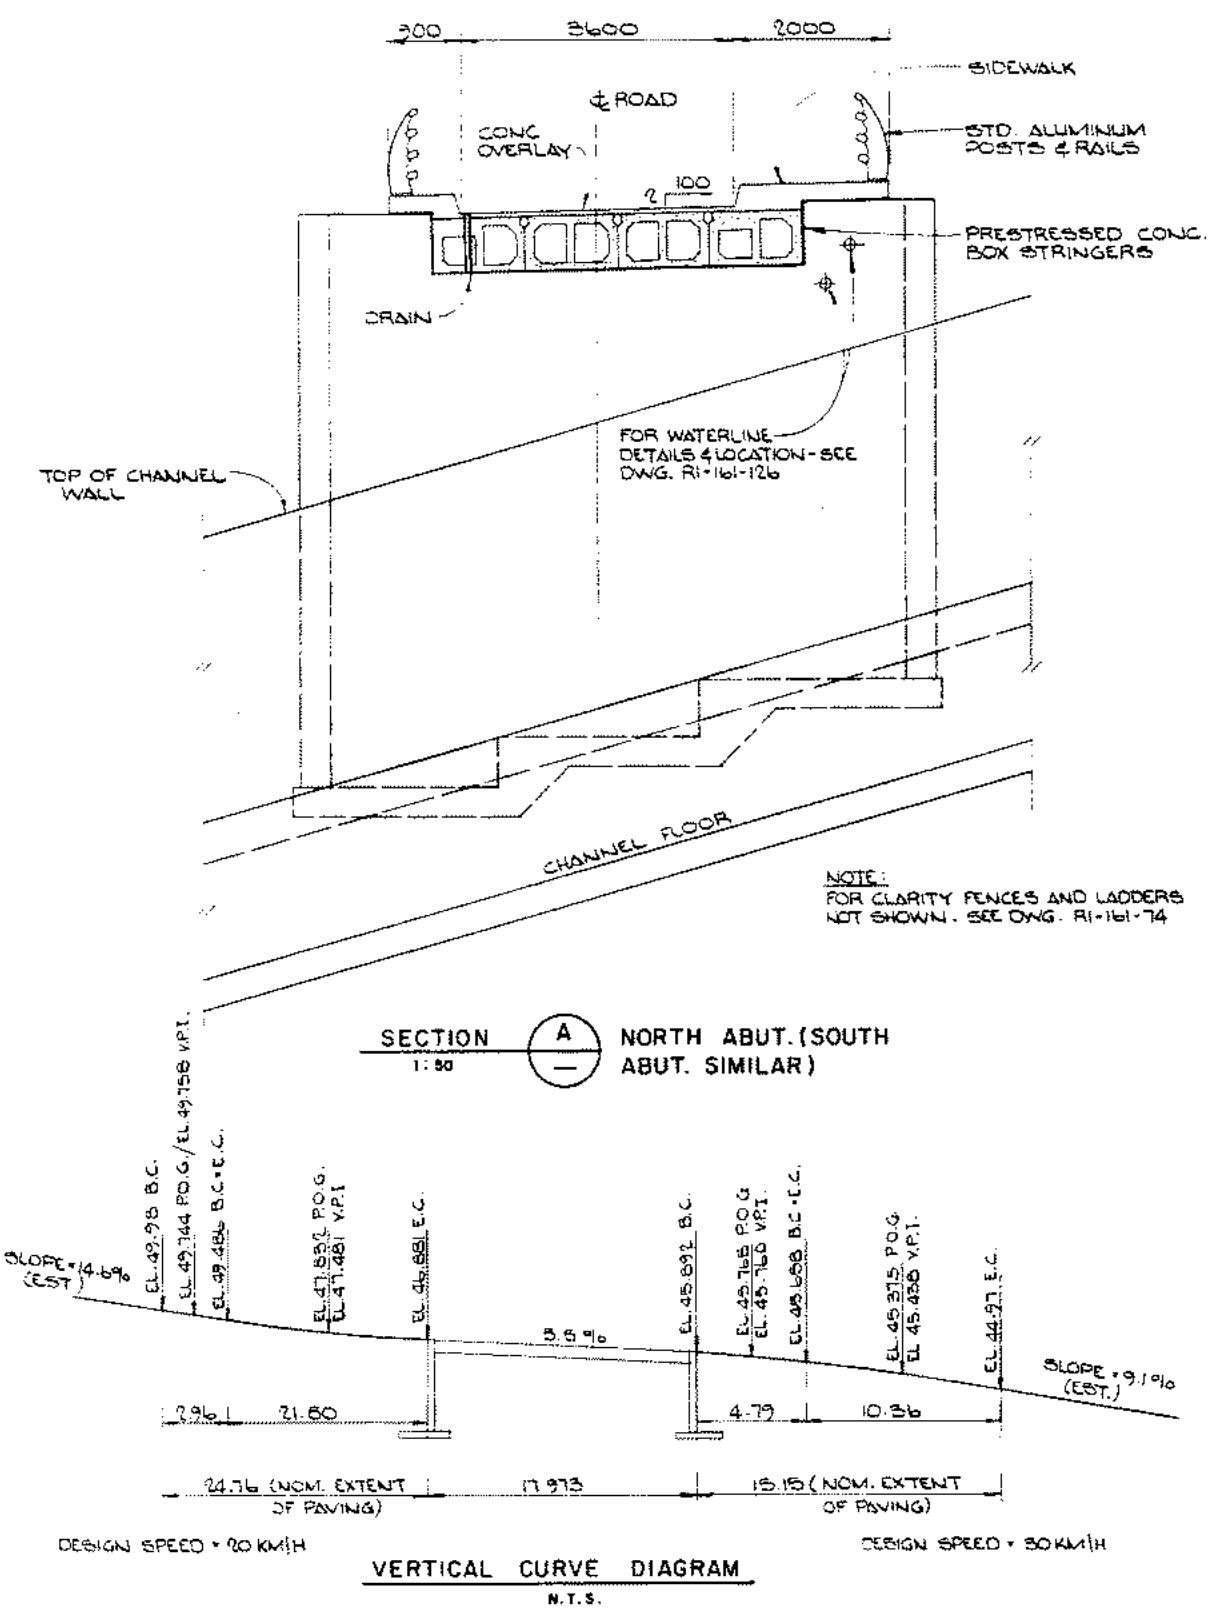 900 3600 2000
SIDEWALK
℄ ROAD
CONC
OVERLAY
STD. ALUMINUM
POSTS & RAILS
2 100
PRESTRESSED CONC.
BOX STRINGERS
DRAIN
FOR WATERLINE
DETAILS & LOCATION - SEE
DWG. R1-161-126
TOP OF CHANNEL
WALL
CHANNEL FLOOR
NOTE:
FOR CLARITY FENCES AND LADDERS
NOT SHOWN. SEE DWG. R1-161-74
SECTION A NORTH ABUT. (SOUTH
1:50 — ABUT. SIMILAR)
EL. 49.98 B.C.
EL. 49.744 P.O.G. / EL. 49.758 V.P.I.
EL. 49.486 B.C. = E.C.
EL. 47.832 P.O.G.
EL. 47.481 V.P.I
EL. 46.881 E.C.
EL. 45.892 B.C.
EL. 45.768 P.O.G
EL. 45.760 V.P.I.
EL. 45.658 B.C. = E.C.
EL. 45.375 P.O.G.
EL. 45.438 V.P.I.
EL. 44.97 E.C.
SLOPE = 14.6%
(EST.)
5.5%
SLOPE = 9.1%
(EST.)
2.96 21.80 4.79 10.36
24.76 (NOM. EXTENT
OF PAVING)
17.973
15.15 (NOM. EXTENT
OF PAVING)
DESIGN SPEED = 20 KM/H
DESIGN SPEED = 30 KM/H
VERTICAL CURVE DIAGRAM
N.T.S.